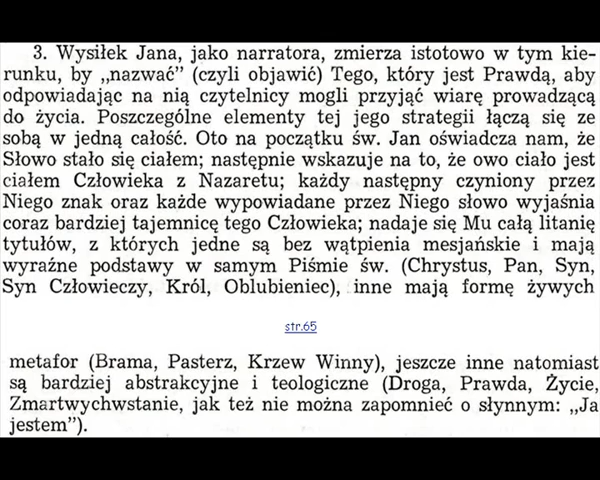 3. Wysiłek Jana, jako narratora, zmierza istotowo w tym kie-
runku, by „nazwać” (czyli objawić) Tego, który jest Prawdą, aby
odpowiadając na nią czytelnicy mogli przyjąć wiarę prowadzącą
do życia. Poszczególne elementy tej jego strategii łączą się ze
sobą w jedną całość. Oto na początku św. Jan oświadcza nam, że
Słowo stało się ciałem; następnie wskazuje na to, że owo ciało jest
ciałem Człowieka z Nazaretu; każdy następny czyniony przez
Niego znak oraz każde wypowiadane przez Niego słowo wyjaśnia
coraz bardziej tajemnicę tego Człowieka; nadaje się Mu całą litanię
tytułów, z których jedne są bez wątpienia mesjańskie i mają
wyraźne podstawy w samym Piśmie św. (Chrystus, Pan, Syn,
Syn Człowieczy, Król, Oblubieniec), inne mają formę żywych
str.65
metafor (Brama, Pasterz, Krzew Winny), jeszcze inne natomiast
są bardziej abstrakcyjne i teologiczne (Droga, Prawda, Życie,
Zmartwychwstanie, jak też nie można zapomnieć o słynnym: „Ja
jestem”).